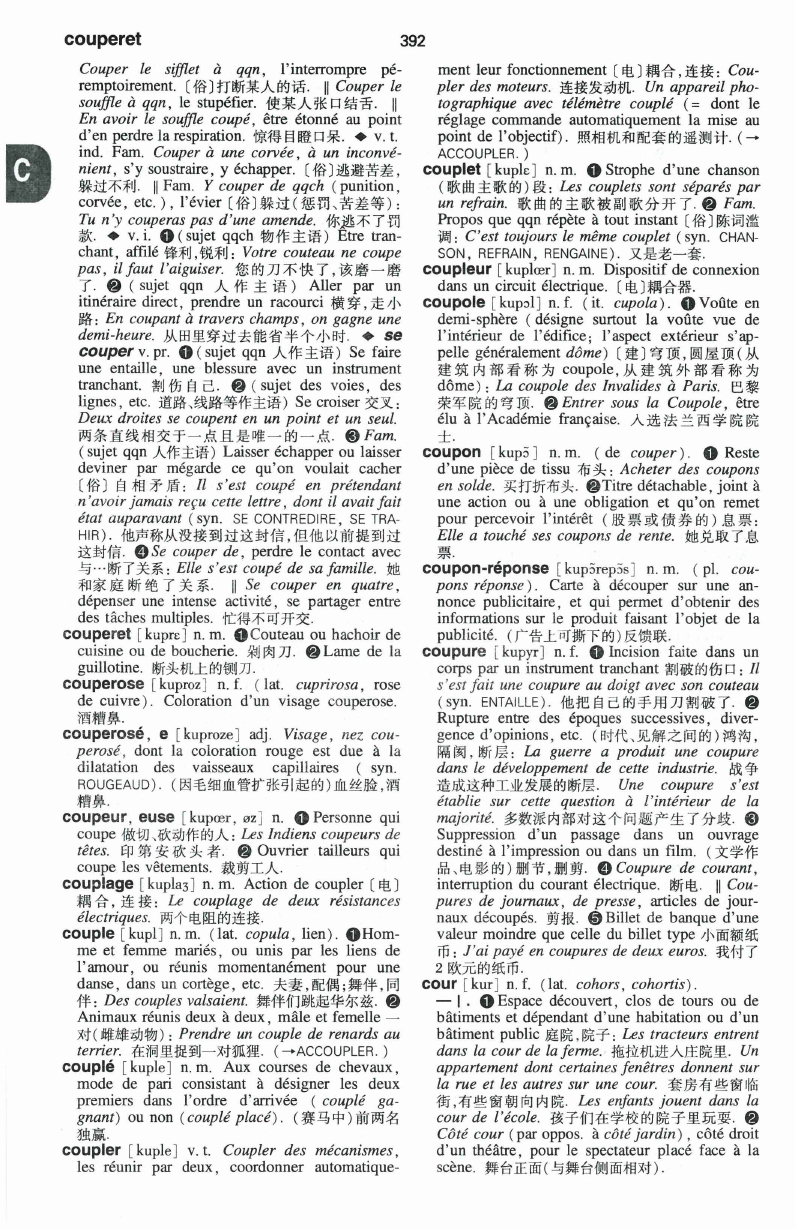 couperet
392
C
Couper le sifflet à qqn, l'interrompre pé-
remptoirement. 〔俗〕打断某人的话. ‖ Couper le
souffle à qqn, le stupéfier. 使某人张口结舌. ‖
En avoir le souffle coupé, être étonné au point
d'en perdre la respiration. 惊得目瞪口呆. ◆ v. t.
ind. Fam. Couper à une corvée, à un inconvé-
nient, s'y soustraire, y échapper. 〔俗〕逃避苦差,
躲过不利. ‖ Fam. Y couper de qqch (punition,
corvée, etc. ), l'évier〔俗〕躲过(惩罚、苦差等):
Tu n'y couperas pas d'une amende. 你逃不了罚
款. ◆ v. i. ❶(sujet qqch 物作主语) Être tran-
chant, affilé 锋利,锐利: Votre couteau ne coupe
pas, il faut l'aiguiser. 您的刀不快了,该磨一磨
了. ❷ (sujet qqn 人作主语) Aller par un
itinéraire direct, prendre un racourci 横穿,走小
路: En coupant à travers champs, on gagne une
demi-heure. 从田里穿过去能省半个小时. ◆ se
couper v. pr. ❶(sujet qqn 人作主语) Se faire
une entaille, une blessure avec un instrument
tranchant. 割伤自己. ❷ (sujet des voies, des
lignes, etc. 道路、线路等作主语) Se croiser 交叉:
Deux droites se coupent en un point et un seul.
两条直线相交于一点且是唯一的一点. ❸ Fam.
(sujet qqn 人作主语) Laisser échapper ou laisser
deviner par mégarde ce qu'on voulait cacher
〔俗〕自相矛盾: Il s'est coupé en prétendant
n'avoir jamais reçu cette lettre, dont il avait fait
état auparavant (syn. SE CONTREDIRE, SE TRA-
HIR). 他声称从没接到过这封信,但他以前提到过
这封信. ❹ Se couper de, perdre le contact avec
与…断了关系: Elle s'est coupé de sa famille. 她
和家庭断绝了关系. ‖ Se couper en quatre,
dépenser une intense activité, se partager entre
des tâches multiples. 忙得不可开交.
couperet [kuprɛ] n. m. ❶Couteau ou hachoir de
cuisine ou de boucherie. 剁肉刀. ❷Lame de la
guillotine. 断头机上的铡刀.
couperose [kuproz] n. f. (lat. cuprirosa, rose
de cuivre). Coloration d'un visage couperose.
酒糟鼻.
couperosé, e [kuproze] adj. Visage, nez cou-
perosé, dont la coloration rouge est due à la
dilatation des vaisseaux capillaires ( syn.
ROUGEAUD). (因毛细血管扩张引起的)血丝脸,酒
糟鼻.
coupeur, euse [kupœr, øz] n. ❶ Personne qui
coupe 做切、砍动作的人: Les Indiens coupeurs de
têtes. 印第安砍头者. ❷ Ouvrier tailleurs qui
coupe les vêtements. 裁剪工人.
couplage [kuplaʒ] n. m. Action de coupler〔电〕
耦合,连接: Le couplage de deux résistances
électriques. 两个电阻的连接.
couple [kupl] n. m. (lat. copula, lien). ❶Hom-
me et femme mariés, ou unis par les liens de
l'amour, ou réunis momentanément pour une
danse, dans un cortège, etc. 夫妻,配偶;舞伴,同
伴: Des couples valsaient. 舞伴们跳起华尔兹. ❷
Animaux réunis deux à deux, mâle et femelle 一
对(雌雄动物): Prendre un couple de renards au
terrier. 在洞里捉到一对狐狸. (→ACCOUPLER. )
couplé [kuple] n. m. Aux courses de chevaux,
mode de pari consistant à désigner les deux
premiers dans l'ordre d'arrivée ( couplé ga-
gnant) ou non (couplé placé). (赛马中)前两名
独赢.
coupler [kuple] v. t. Coupler des mécanismes,
les réunir par deux, coordonner automatique-
ment leur fonctionnement〔电〕耦合,连接: Cou-
pler des moteurs. 连接发动机. Un appareil pho-
tographique avec télémètre couplé (= dont le
réglage commande automatiquement la mise au
point de l'objectif). 照相机和配套的遥测计. (→
ACCOUPLER. )
couplet [kuplɛ] n. m. ❶ Strophe d'une chanson
(歌曲主歌的)段: Les couplets sont séparés par
un refrain. 歌曲的主歌被副歌分开了. ❷ Fam.
Propos que qqn répète à tout instant〔俗〕陈词滥
调: C'est toujours le même couplet (syn. CHAN-
SON, REFRAIN, RENGAINE). 又是老一套.
coupleur [kuplœr] n. m. Dispositif de connexion
dans un circuit électrique. 〔电〕耦合器.
coupole [kupɔl] n. f. (it. cupola). ❶ Voûte en
demi-sphère (désigne surtout la voûte vue de
l'intérieur de l'édifice; l'aspect extérieur s'ap-
pelle généralement dôme)〔建〕穹顶,圆屋顶(从
建筑内部看称为 coupole,从建筑外部看称为
dôme): La coupole des Invalides à Paris. 巴黎
荣军院的穹顶. ❷ Entrer sous la Coupole, être
élu à l'Académie française. 入选法兰西学院院
士.
coupon [kupɔ̃] n. m. ( de couper). ❶ Reste
d'une pièce de tissu 布头: Acheter des coupons
en solde. 买打折布头. ❷Titre détachable, joint à
une action ou à une obligation et qu'on remet
pour percevoir l'intérêt (股票或债券的)息票:
Elle a touché ses coupons de rente. 她兑取了息
票.
coupon-réponse [kupɔ̃repɔ̃s] n. m. ( pl. cou-
pons réponse). Carte à découper sur une an-
nonce publicitaire, et qui permet d'obtenir des
informations sur le produit faisant l'objet de la
publicité. (广告上可撕下的)反馈联.
coupure [kupyr] n. f. ❶ Incision faite dans un
corps par un instrument tranchant 割破的伤口: Il
s'est fait une coupure au doigt avec son couteau
(syn. ENTAILLE). 他把自己的手用刀割破了. ❷
Rupture entre des époques successives, diver-
gence d'opinions, etc. (时代、见解之间的)鸿沟,
隔阂,断层: La guerre a produit une coupure
dans le développement de cette industrie. 战争
造成这种工业发展的断层. Une coupure s'est
établie sur cette question à l'intérieur de la
majorité. 多数派内部对这个问题产生了分歧. ❸
Suppression d'un passage dans un ouvrage
destiné à l'impression ou dans un film. (文学作
品、电影的)删节,删剪. ❹ Coupure de courant,
interruption du courant électrique. 断电. ‖ Cou-
pures de journaux, de presse, articles de jour-
naux découpés. 剪报. ❺ Billet de banque d'une
valeur moindre que celle du billet type 小面额纸
币: J'ai payé en coupures de deux euros. 我付了
2 欧元的纸币.
cour [kur] n. f. (lat. cohors, cohortis).
— Ⅰ. ❶ Espace découvert, clos de tours ou de
bâtiments et dépendant d'une habitation ou d'un
bâtiment public 庭院,院子: Les tracteurs entrent
dans la cour de la ferme. 拖拉机进入庄院里. Un
appartement dont certaines fenêtres donnent sur
la rue et les autres sur une cour. 套房有些窗临
街,有些窗朝向内院. Les enfants jouent dans la
cour de l'école. 孩子们在学校的院子里玩耍. ❷
Côté cour (par oppos. à côté jardin), côté droit
d'un théâtre, pour le spectateur placé face à la
scène. 舞台正面(与舞台侧面相对).